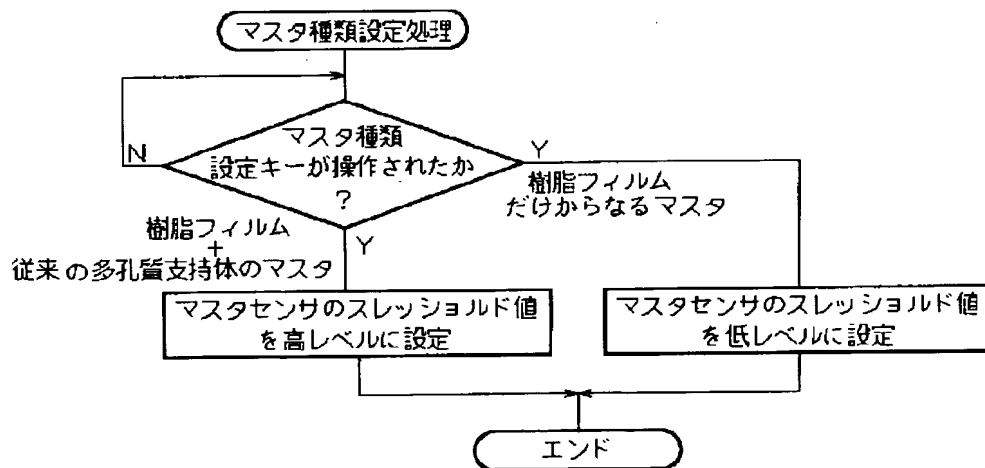 マスタ種類設定処理
マスタ種類
設定キーが操作されたか
?
N
Y
樹脂フィルム
だけからなるマスタ
Y
樹脂フィルム
+
従来の多孔質支持体のマスタ
マスタセンサのスレッショルド値
を高レベルに設定
マスタセンサのスレッショルド値
を低レベルに設定
エンド